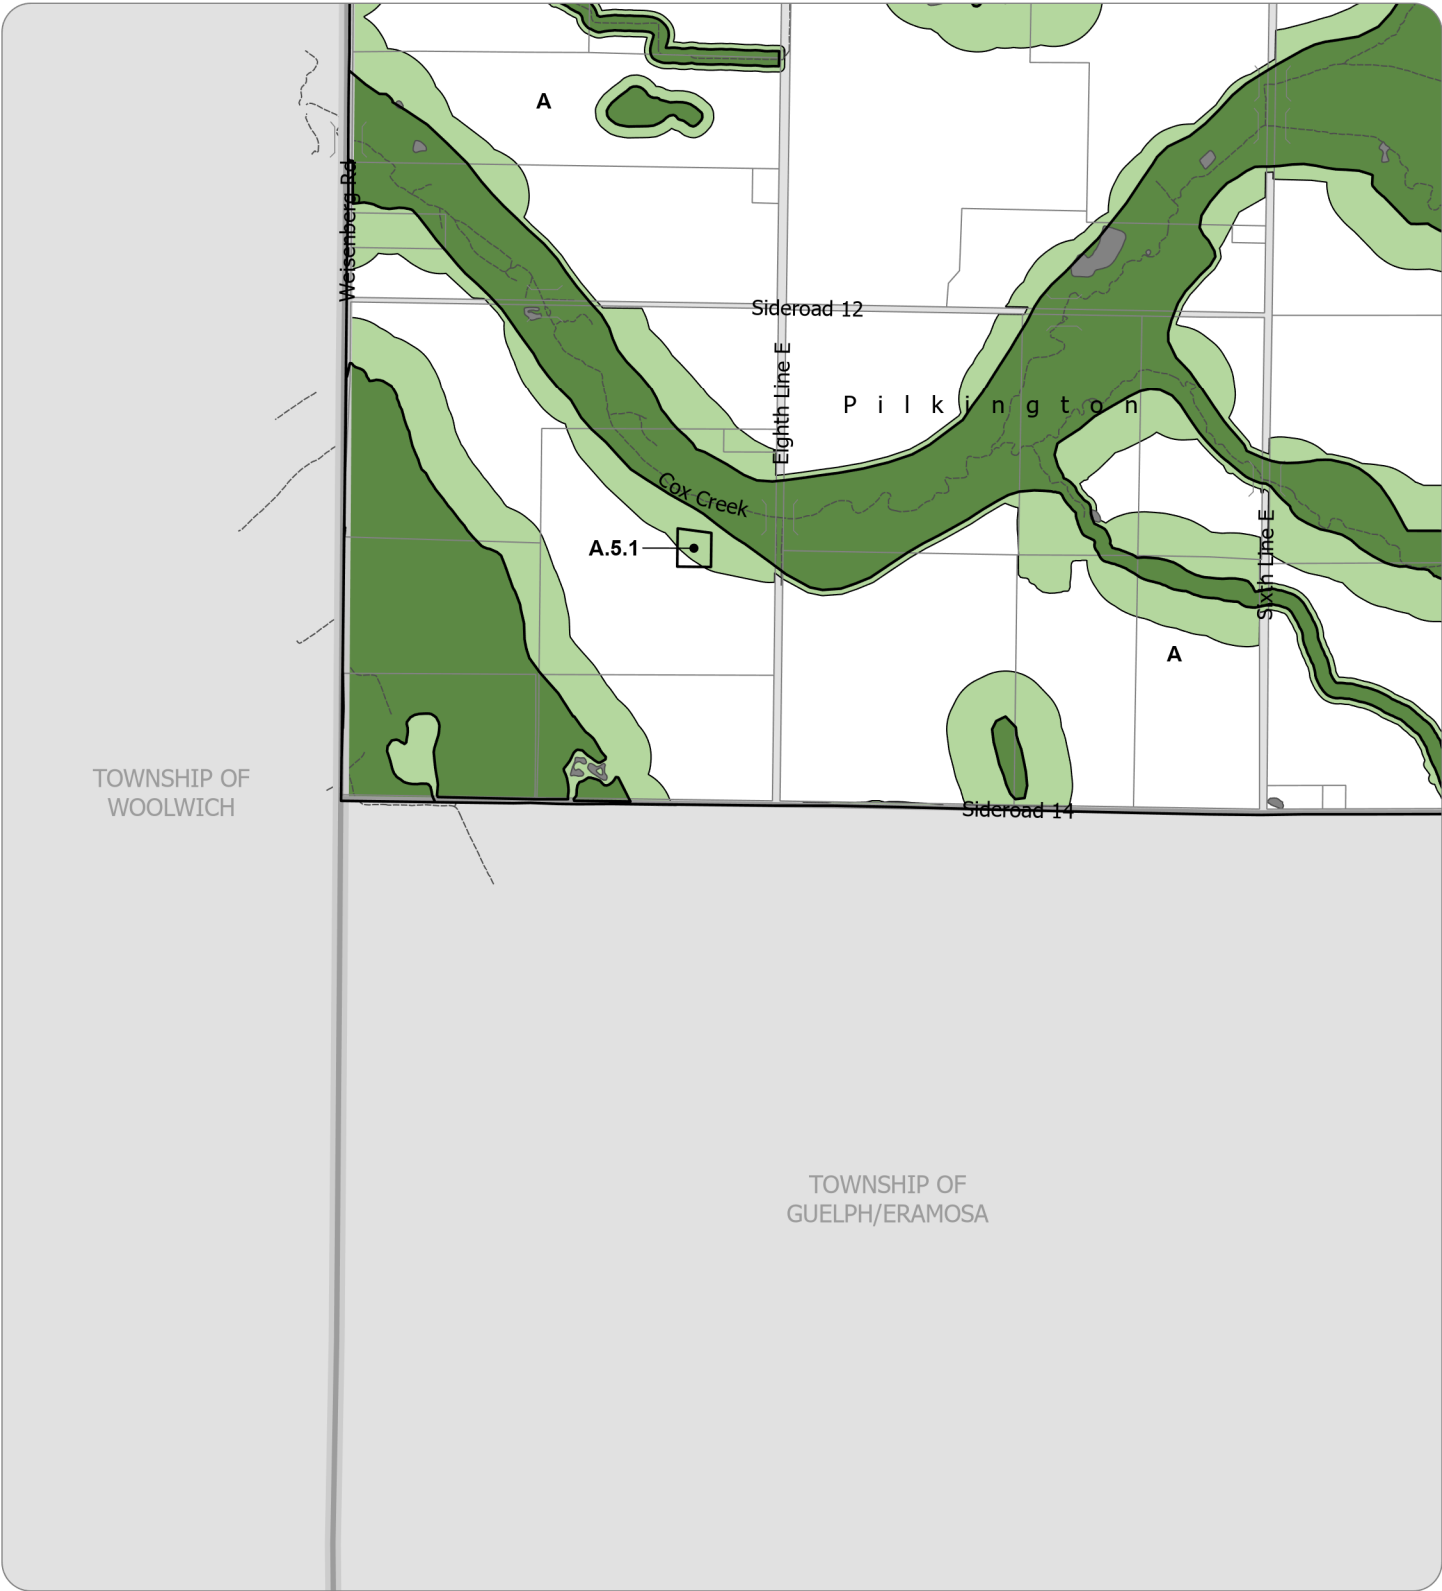 A
Weisenberg Rd
Sideroad 12
Eighth Line E
Pilkington
Cox Creek
A.5.1
Sixth Line E
A
TOWNSHIP OF
WOOLWICH
Sideroad 14
TOWNSHIP OF
GUELPH/ERAMOSA